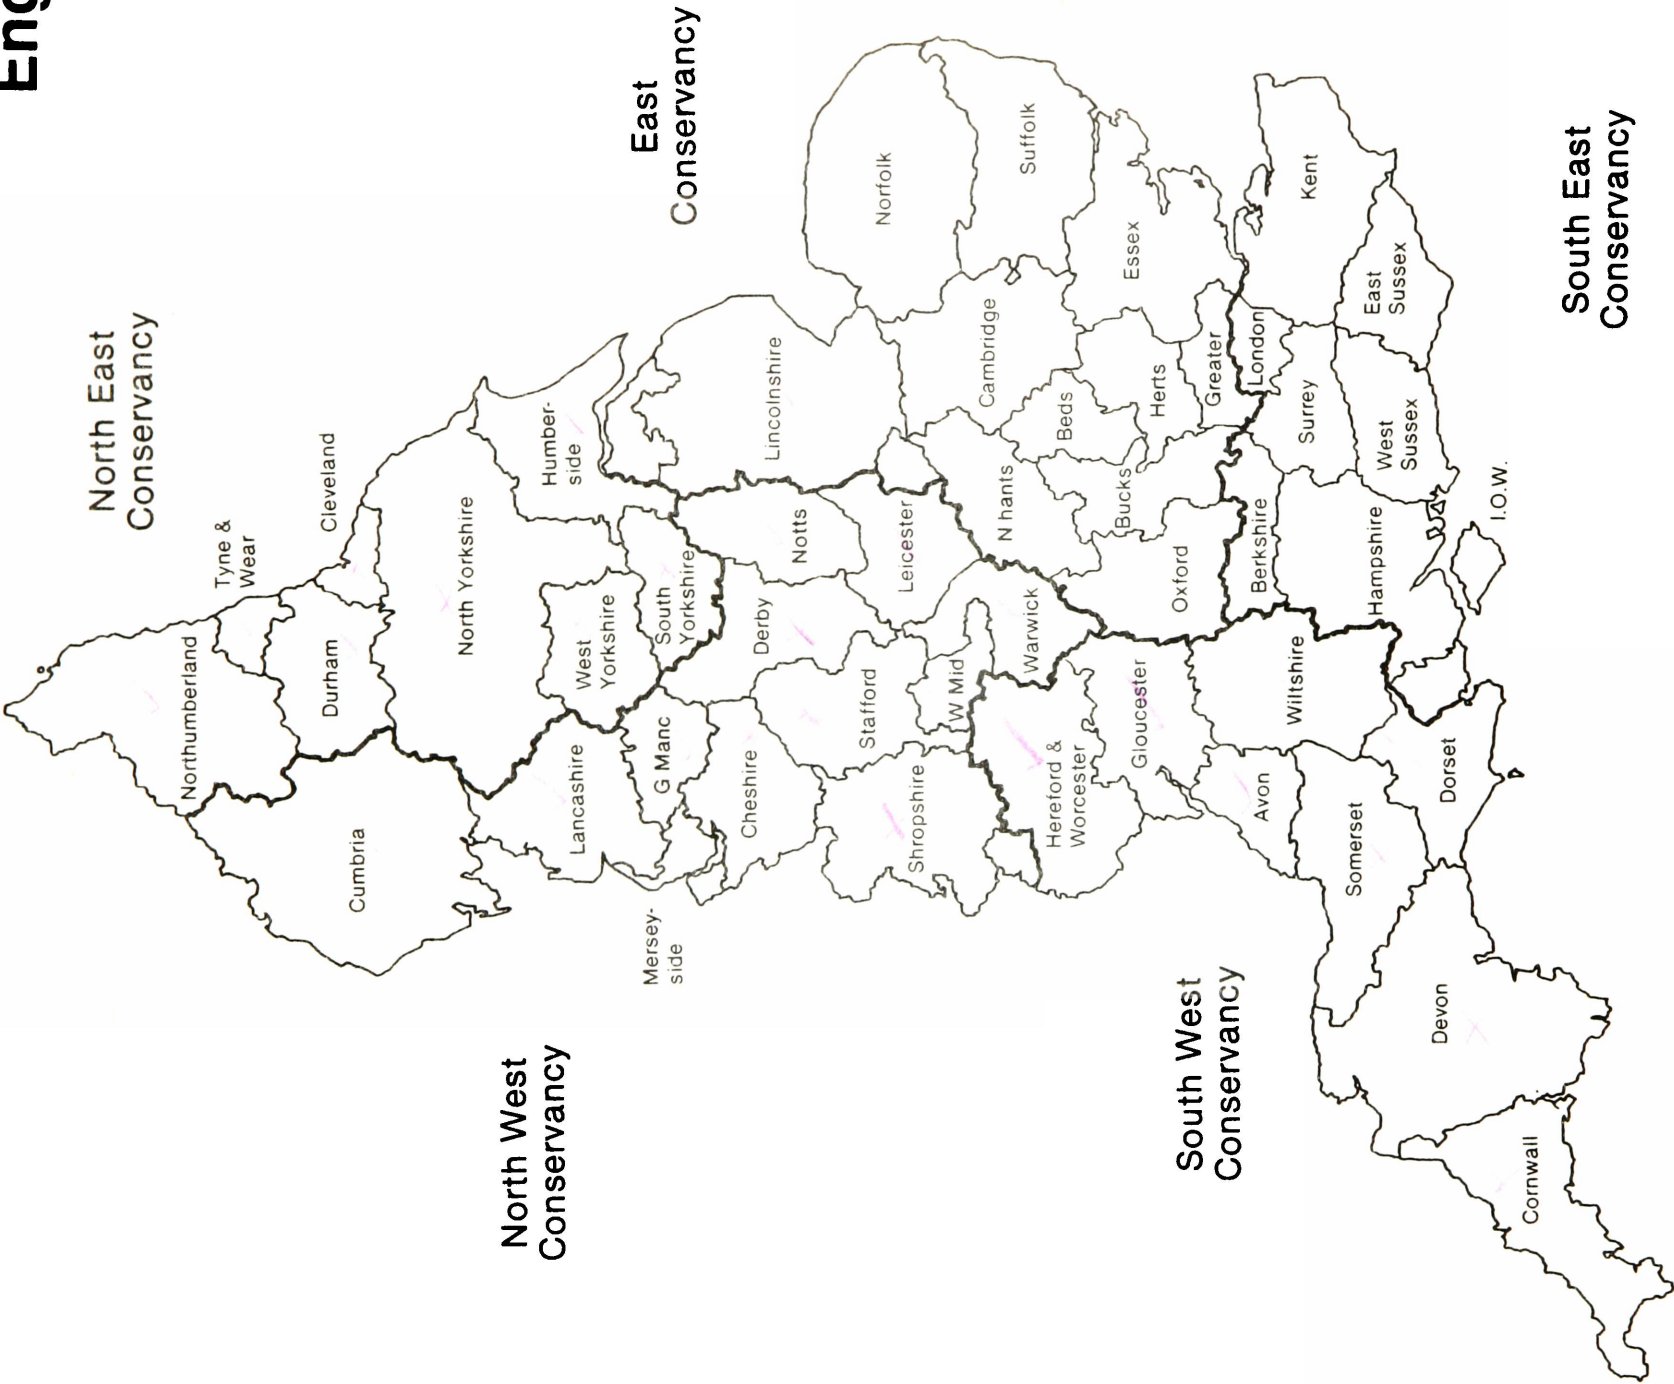 Eng
North East
Conservancy
Tyne &
Wear
Cleveland
Northumberland
Durham
Cumbria
North Yorkshire
Humber-
side
West
Yorkshire
South
Yorkshire
Lancashire
G Manc
Mersey-
side
North West
Conservancy
East
Conservancy
Lincolnshire
Notts
Derby
Cheshire
Stafford
Shropshire
Leicester
Norfolk
Suffolk
Cambridge
N hants
Warwick
W Mid
Hereford &
Worcester
Beds
Bucks
Herts
Essex
Oxford
Gloucester
Greater
London
Berkshire
Avon
Wiltshire
Surrey
Kent
East
Sussex
West
Sussex
Hampshire
I.O.W.
Somerset
Dorset
Devon
Cornwall
South West
Conservancy
South East
Conservancy